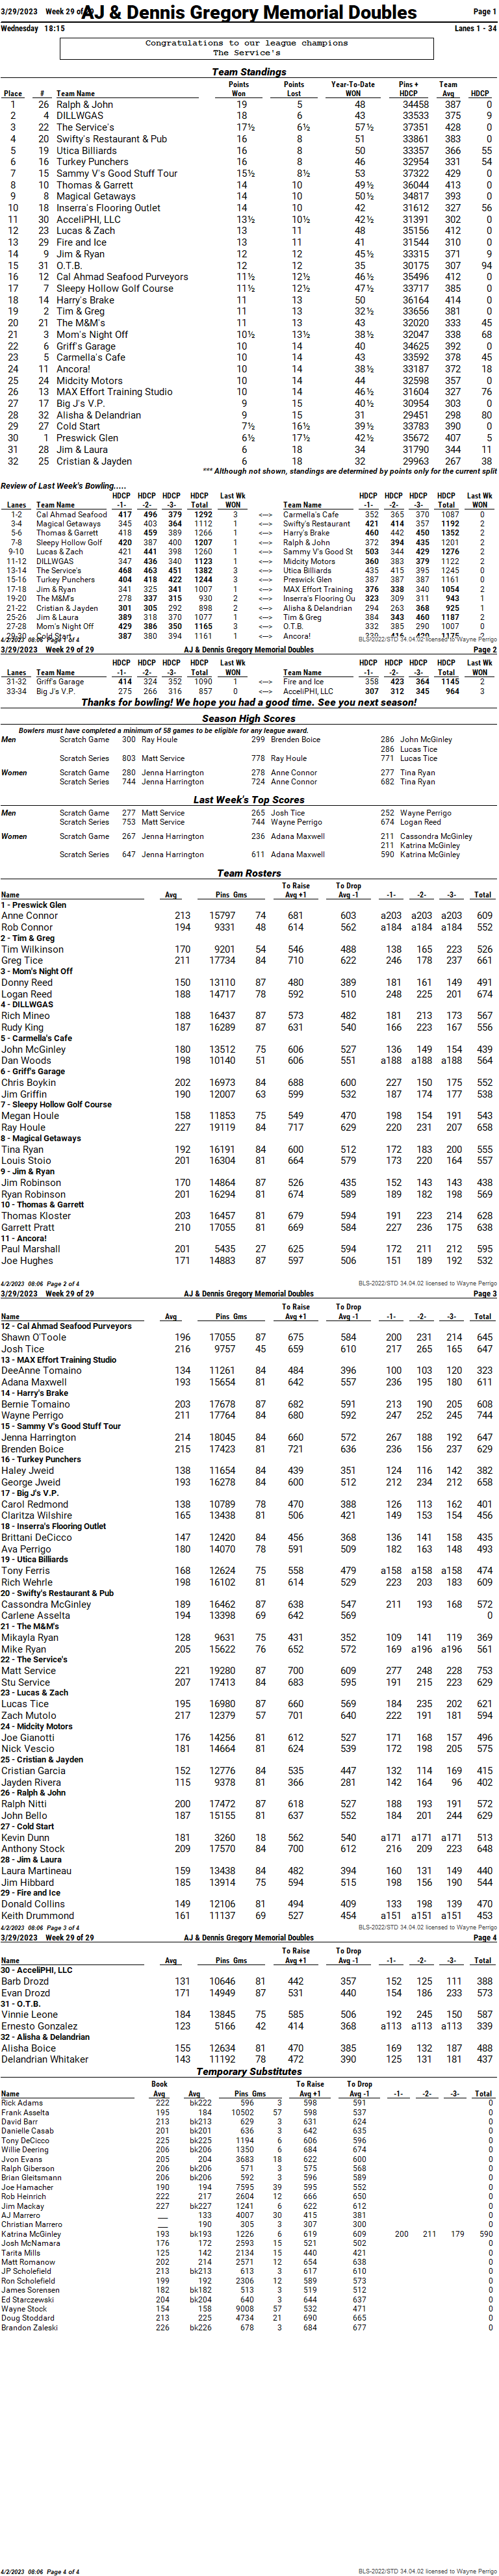 3/29/2023 Week 29 of 29 AJ & Dennis Gregory Memorial Doubles Page 1
Wednesday 18:15 Lanes 1 - 34
Congratulations to our league champions
The Service's
Team Standings
Points Points Year-To-Date Pins + Team
Place # Team Name Won Lost WON HDCP Avg HDCP
1 26 Ralph & John 19 5 48 34458 387 0
2 4 DILLWGAS 18 6 43 33533 375 9
3 22 The Service's 17½ 6½ 57½ 37351 428 0
4 20 Swifty's Restaurant & Pub 16 8 51 33861 383 0
5 19 Utica Billiards 16 8 50 33357 366 55
6 16 Turkey Punchers 16 8 46 32954 331 54
7 15 Sammy V's Good Stuff Tour 15½ 8½ 53 37322 429 0
8 10 Thomas & Garrett 14 10 49½ 36044 413 0
9 8 Magical Getaways 14 10 50½ 34817 393 0
10 18 Inserra's Flooring Outlet 14 10 42 31612 327 56
11 30 AcceliPHI, LLC 13½ 10½ 42½ 31391 302 0
12 23 Lucas & Zach 13 11 48 35156 412 0
13 29 Fire and Ice 13 11 41 31544 310 0
14 9 Jim & Ryan 12 12 45½ 33315 371 9
15 31 O.T.B. 12 12 35 30175 307 94
16 12 Cal Ahmad Seafood Purveyors 11½ 12½ 46½ 35496 412 0
17 7 Sleepy Hollow Golf Course 11½ 12½ 47½ 33717 385 0
18 14 Harry's Brake 11 13 50 36164 414 0
19 2 Tim & Greg 11 13 32½ 33656 381 0
20 21 The M&M's 11 13 43 32020 333 45
21 3 Mom's Night Off 10½ 13½ 38½ 32047 338 68
22 6 Griff's Garage 10 14 40 34625 392 0
23 5 Carmella's Cafe 10 14 43 33592 378 45
24 11 Ancora! 10 14 38½ 33187 372 18
25 24 Midcity Motors 10 14 44 32598 357 0
26 13 MAX Effort Training Studio 10 14 46½ 31604 327 76
27 17 Big J's V.P. 9 15 40½ 30954 303 0
28 32 Alisha & Delandrian 9 15 31 29451 298 80
29 27 Cold Start 7½ 16½ 39½ 33783 390 0
30 1 Preswick Glen 6½ 17½ 42½ 35672 407 5
31 28 Jim & Laura 6 18 34 31790 344 11
32 25 Cristian & Jayden 6 18 32 29963 267 38
*** Although not shown, standings are determined by points only for the current split
Review of Last Week's Bowling.....
HDCP HDCP HDCP HDCP Last Wk HDCP HDCP HDCP HDCP Last Wk
Lanes Team Name -1- -2- -3- Total WON Team Name -1- -2- -3- Total WON
1-2 Cal Ahmad Seafood 417 496 379 1292 3 <---> Carmella's Cafe 352 365 370 1087 0
3-4 Magical Getaways 345 403 364 1112 1 <---> Swifty's Restaurant 421 414 357 1192 2
5-6 Thomas & Garrett 418 459 389 1266 1 <---> Harry's Brake 460 442 450 1352 2
7-8 Sleepy Hollow Golf 420 387 400 1207 1 <---> Ralph & John 372 394 435 1201 2
9-10 Lucas & Zach 421 441 398 1260 1 <---> Sammy V's Good St 503 344 429 1276 2
11-12 DILLWGAS 347 436 340 1123 1 <---> Midcity Motors 360 383 379 1122 2
13-14 The Service's 468 463 451 1382 3 <---> Utica Billiards 435 415 395 1245 0
15-16 Turkey Punchers 404 418 422 1244 3 <---> Preswick Glen 387 387 387 1161 0
17-18 Jim & Ryan 341 325 341 1007 1 <---> MAX Effort Training 376 338 340 1054 2
19-20 The M&M's 278 337 315 930 2 <---> Inserra's Flooring Ou 323 309 311 943 1
21-22 Cristian & Jayden 301 305 292 898 2 <---> Alisha & Delandrian 294 263 368 925 1
25-26 Jim & Laura 389 318 370 1077 1 <---> Tim & Greg 384 343 460 1187 2
27-28 Mom's Night Off 429 386 350 1165 3 <---> O.T.B. 332 385 290 1007 0
29-30 Cold Start 387 380 394 1161 1 <---> Ancora! 339 416 420 1175 2
4/2/2023 08:06 Page 1 of 4 BLS-2022/STD 34.04.02 licensed to Wayne Perrigo
3/29/2023 Week 29 of 29 AJ & Dennis Gregory Memorial Doubles Page 2
HDCP HDCP HDCP HDCP Last Wk HDCP HDCP HDCP HDCP Last Wk
Lanes Team Name -1- -2- -3- Total WON Team Name -1- -2- -3- Total WON
31-32 Griff's Garage 414 324 352 1090 1 <---> Fire and Ice 358 423 364 1145 2
33-34 Big J's V.P. 275 266 316 857 0 <---> AcceliPHI, LLC 307 312 345 964 3
Thanks for bowling! We hope you had a good time. See you next season!
Season High Scores
Bowlers must have completed a minimum of 58 games to be eligible for any league award.
Men Scratch Game 300 Ray Houle 299 Brenden Boice 286 John McGinley
286 Lucas Tice
Scratch Series 803 Matt Service 778 Ray Houle 771 Lucas Tice
Women Scratch Game 280 Jenna Harrington 278 Anne Connor 277 Tina Ryan
Scratch Series 744 Jenna Harrington 724 Anne Connor 682 Tina Ryan
Last Week's Top Scores
Men Scratch Game 277 Matt Service 265 Josh Tice 252 Wayne Perrigo
Scratch Series 753 Matt Service 744 Wayne Perrigo 674 Logan Reed
Women Scratch Game 267 Jenna Harrington 236 Adana Maxwell 211 Cassondra McGinley
211 Katrina McGinley
Scratch Series 647 Jenna Harrington 611 Adana Maxwell 590 Katrina McGinley
Team Rosters
To Raise To Drop
Name Avg Pins Gms Avg +1 Avg -1 -1- -2- -3- Total
1 - Preswick Glen
Anne Connor 213 15797 74 681 603 a203 a203 a203 609
Rob Connor 194 9331 48 614 562 a184 a184 a184 552
2 - Tim & Greg
Tim Wilkinson 170 9201 54 546 488 138 165 223 526
Greg Tice 211 17734 84 710 622 246 178 237 661
3 - Mom's Night Off
Donny Reed 150 13110 87 480 389 181 161 149 491
Logan Reed 188 14717 78 592 510 248 225 201 674
4 - DILLWGAS
Rich Mineo 188 16437 87 573 482 181 213 173 567
Rudy King 187 16289 87 631 540 166 223 167 556
5 - Carmella's Cafe
John McGinley 180 13512 75 606 527 136 149 154 439
Dan Woods 198 10140 51 606 551 a188 a188 a188 564
6 - Griff's Garage
Chris Boykin 202 16973 84 688 600 227 150 175 552
Jim Griffin 190 12007 63 599 532 187 174 177 538
7 - Sleepy Hollow Golf Course
Megan Houle 158 11853 75 549 470 198 154 191 543
Ray Houle 227 19119 84 717 629 220 231 207 658
8 - Magical Getaways
Tina Ryan 192 16191 84 600 512 172 183 200 555
Louis Stoio 201 16304 81 664 579 173 220 164 557
9 - Jim & Ryan
Jim Robinson 170 14864 87 526 435 152 143 143 438
Ryan Robinson 201 16294 81 674 589 189 182 198 569
10 - Thomas & Garrett
Thomas Kloster 203 16457 81 679 594 191 223 214 628
Garrett Pratt 210 17055 81 669 584 227 236 175 638
11 - Ancora!
Paul Marshall 201 5435 27 625 594 172 211 212 595
Joe Hughes 171 14883 87 597 506 151 189 192 532
4/2/2023 08:06 Page 2 of 4 BLS-2022/STD 34.04.02 licensed to Wayne Perrigo
3/29/2023 Week 29 of 29 AJ & Dennis Gregory Memorial Doubles Page 3
To Raise To Drop
Name Avg Pins Gms Avg +1 Avg -1 -1- -2- -3- Total
12 - Cal Ahmad Seafood Purveyors
Shawn O'Toole 196 17055 87 675 584 200 231 214 645
Josh Tice 216 9757 45 659 610 217 265 165 647
13 - MAX Effort Training Studio
DeeAnne Tomaino 134 11261 84 484 396 100 103 120 323
Adana Maxwell 193 15654 81 642 557 236 195 180 611
14 - Harry's Brake
Bernie Tomaino 203 17678 87 682 591 213 190 205 608
Wayne Perrigo 211 17764 84 680 592 247 252 245 744
15 - Sammy V's Good Stuff Tour
Jenna Harrington 214 18045 84 660 572 267 188 192 647
Brenden Boice 215 17423 81 721 636 236 156 237 629
16 - Turkey Punchers
Haley Jweid 138 11654 84 439 351 124 116 142 382
George Jweid 193 16278 84 600 512 212 234 212 658
17 - Big J's V.P.
Carol Redmond 138 10789 78 470 388 126 113 162 401
Claritza Wilshire 165 13438 81 506 421 149 153 154 456
18 - Inserra's Flooring Outlet
Brittani DeCicco 147 12420 84 456 368 136 141 158 435
Ava Perrigo 180 14070 78 591 509 182 163 148 493
19 - Utica Billiards
Tony Ferris 168 12624 75 558 479 a158 a158 a158 474
Rich Wehrle 198 16102 81 614 529 223 203 183 609
20 - Swifty's Restaurant & Pub
Cassondra McGinley 189 16462 87 638 547 211 193 168 572
Carlene Asselta 194 13398 69 642 569 0
21 - The M&M's
Mikayla Ryan 128 9631 75 431 352 109 141 119 369
Mike Ryan 205 15622 76 652 572 169 a196 a196 561
22 - The Service's
Matt Service 221 19280 87 700 609 277 248 228 753
Stu Service 207 17413 84 683 595 191 215 223 629
23 - Lucas & Zach
Lucas Tice 195 16980 87 660 569 184 235 202 621
Zach Mutolo 217 12379 57 701 640 222 191 181 594
24 - Midcity Motors
Joe Gianotti 176 14256 81 612 527 171 168 157 496
Nick Vescio 181 14664 81 624 539 172 198 205 575
25 - Cristian & Jayden
Cristian Garcia 152 12776 84 535 447 132 114 169 415
Jayden Rivera 115 9378 81 366 281 142 164 96 402
26 - Ralph & John
Ralph Nitti 200 17472 87 618 527 188 193 191 572
John Bello 187 15155 81 637 552 184 201 244 629
27 - Cold Start
Kevin Dunn 181 3260 18 562 540 a171 a171 a171 513
Anthony Stock 209 17570 84 700 612 216 209 223 648
28 - Jim & Laura
Laura Martineau 159 13438 84 482 394 160 131 149 440
Jim Hibbard 185 13914 75 594 515 198 156 190 544
29 - Fire and Ice
Donald Collins 149 12106 81 494 409 133 198 139 470
Keith Drummond 161 11137 69 527 454 a151 a151 a151 453
4/2/2023 08:06 Page 3 of 4 BLS-2022/STD 34.04.02 licensed to Wayne Perrigo
3/29/2023 Week 29 of 29 AJ & Dennis Gregory Memorial Doubles Page 4
To Raise To Drop
Name Avg Pins Gms Avg +1 Avg -1 -1- -2- -3- Total
30 - AcceliPHI, LLC
Barb Drozd 131 10646 81 442 357 152 125 111 388
Evan Drozd 171 14949 87 531 440 154 186 233 573
31 - O.T.B.
Vinnie Leone 184 13845 75 585 506 192 245 150 587
Ernesto Gonzalez 123 5166 42 414 368 a113 a113 a113 339
32 - Alisha & Delandrian
Alisha Boice 155 12634 81 470 385 169 132 187 488
Delandrian Whitaker 143 11192 78 472 390 125 131 181 437
Temporary Substitutes
Book To Raise To Drop
Name Avg Avg Pins Gms Avg +1 Avg -1 -1- -2- -3- Total
Rick Adams 222 bk222 596 3 598 591 0
Frank Asselta 195 184 10502 57 598 537 0
David Barr 213 bk213 629 3 631 624 0
Danielle Casab 201 bk201 636 3 642 635 0
Tony DeCicco 225 bk225 1194 6 606 596 0
Willie Deering 206 bk206 1350 6 684 674 0
Jvon Evans 205 204 3683 18 622 600 0
Ralph Giberson 206 bk206 571 3 575 568 0
Brian Gleitsmann 206 bk206 592 3 596 589 0
Joe Hamacher 190 194 7595 39 595 552 0
Rob Heinrich 222 217 2604 12 666 650 0
Jim Mackay 227 bk227 1241 6 622 612 0
AJ Marrero ___ 133 4007 30 415 381 0
Christian Marrero ___ 190 305 3 307 300 0
Katrina McGinley 193 bk193 1226 6 619 609 200 211 179 590
Josh McNamara 176 172 2593 15 521 502 0
Tarita Mills 125 142 2134 15 440 421 0
Matt Romanow 202 214 2571 12 654 638 0
JP Scholefield 213 bk213 613 3 617 610 0
Ron Scholefield 199 192 2306 12 589 573 0
James Sorensen 182 bk182 513 3 519 512 0
Ed Starczewski 204 bk204 640 3 644 637 0
Wayne Stock 154 158 9008 57 532 471 0
Doug Stoddard 213 225 4734 21 690 665 0
Brandon Zaleski 226 bk226 678 3 684 677 0
4/2/2023 08:06 Page 4 of 4 BLS-2022/STD 34.04.02 licensed to Wayne Perrigo